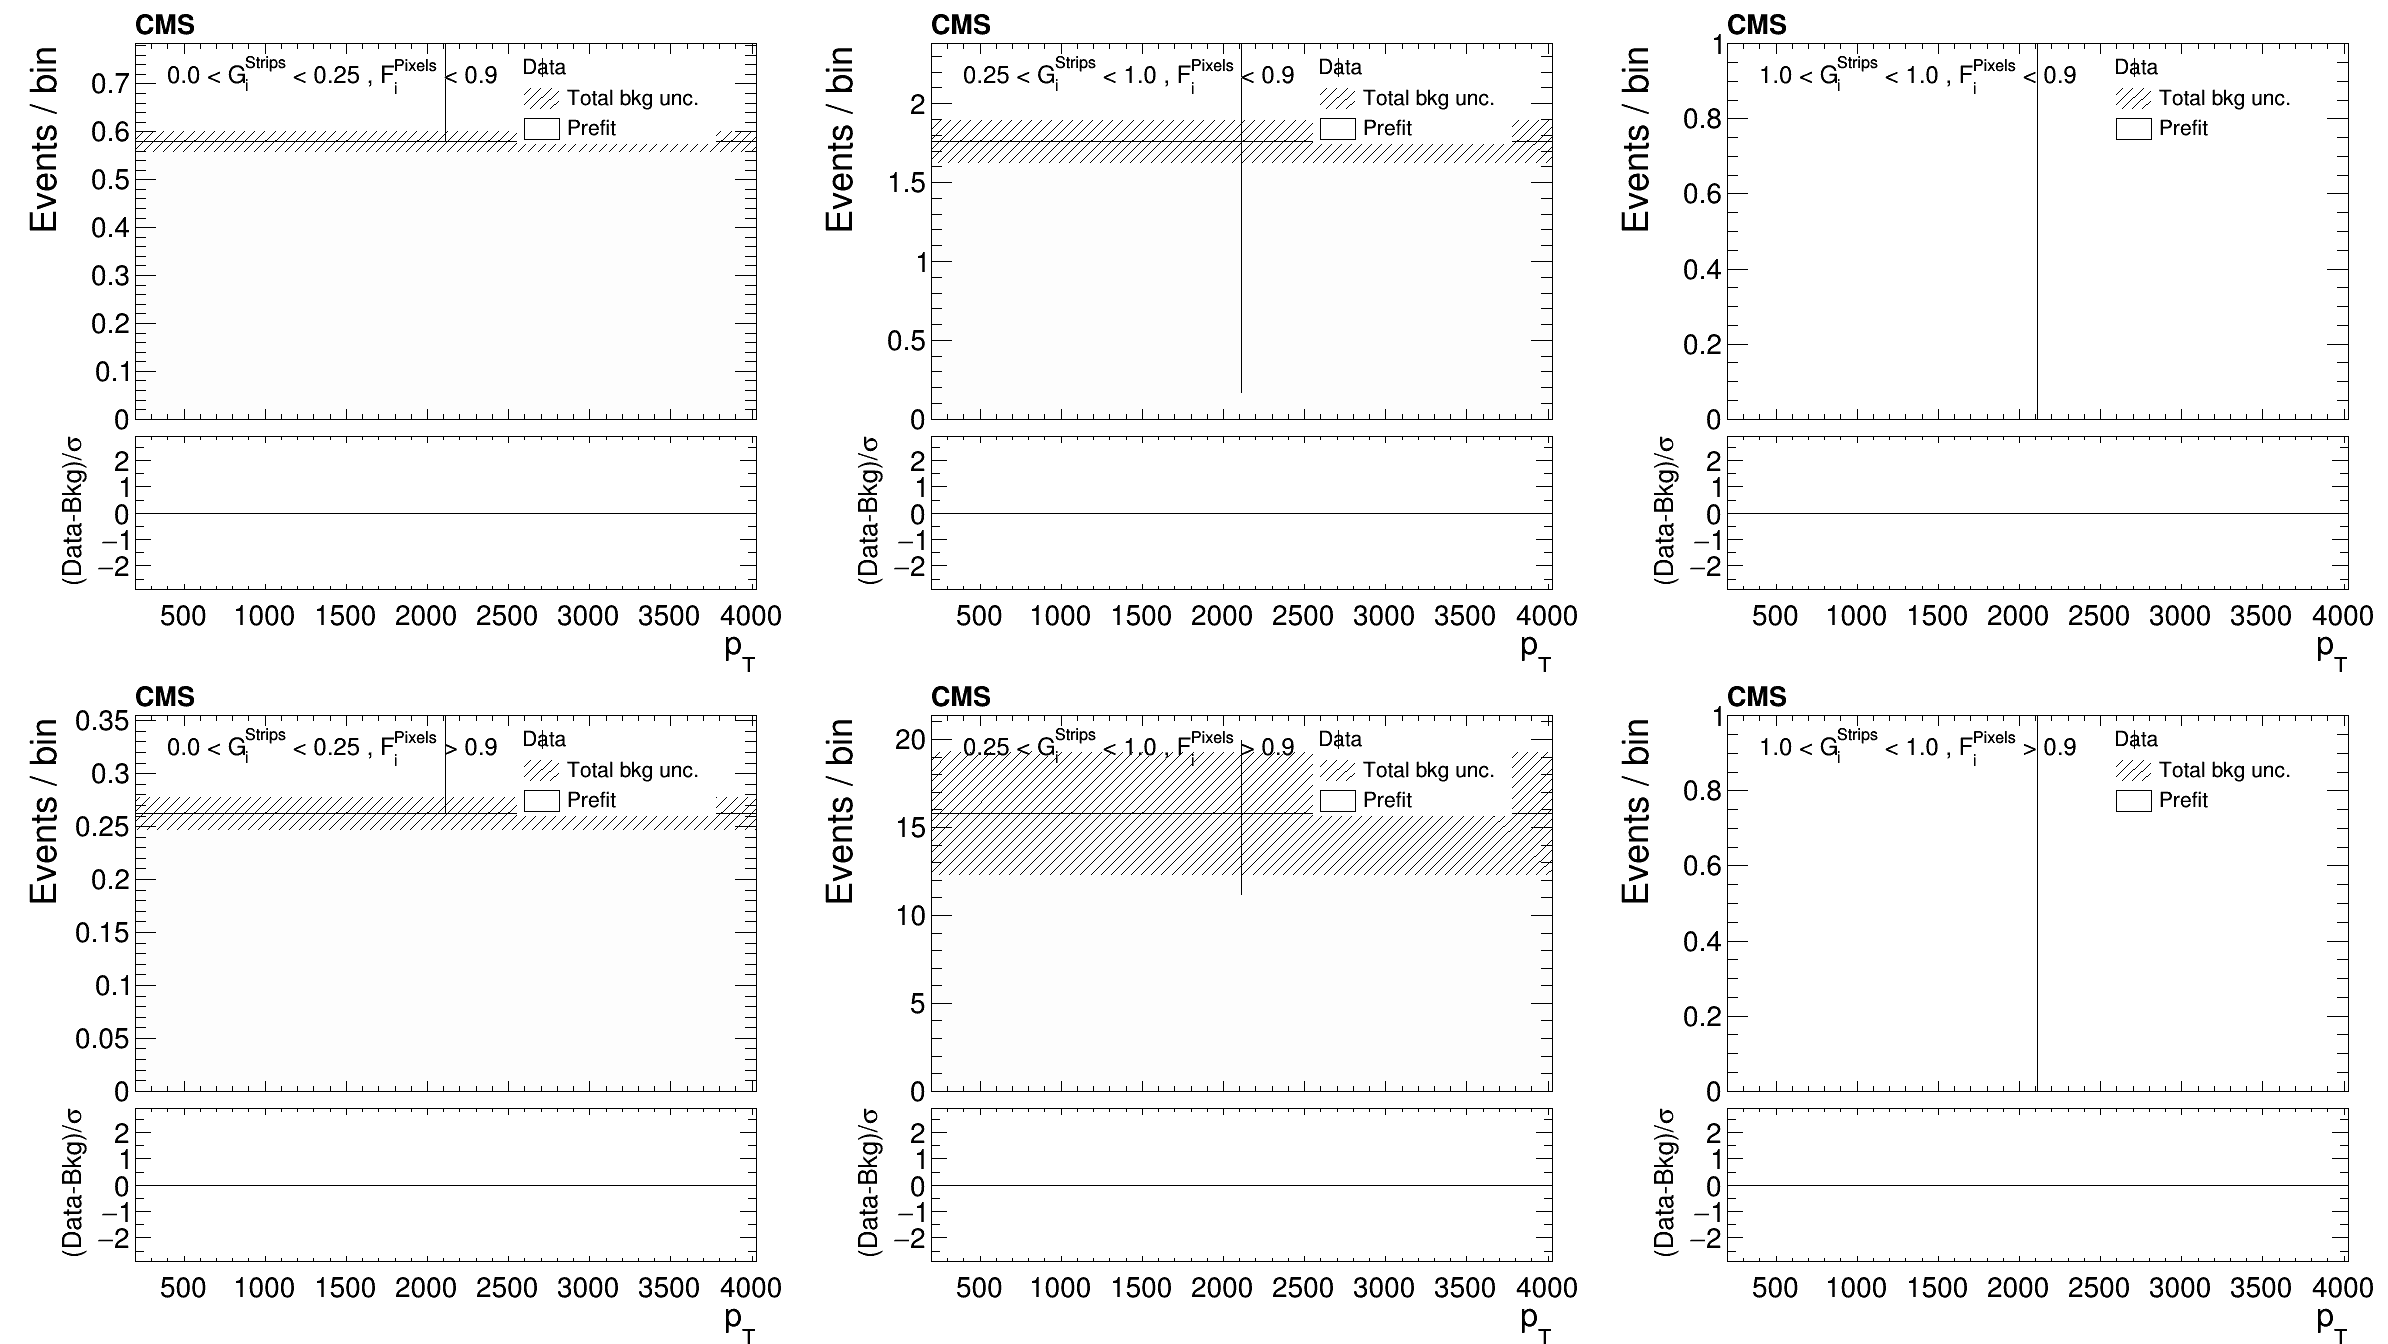 CMS
0.0 < G_i^Strips < 0.25 , F_i^Pixels < 0.9
Data
Total bkg unc.
Prefit
Events / bin
0.7
0.6
0.5
0.4
0.3
0.2
0.1
0
(Data-Bkg)/σ
2
1
0
−1
−2
500 1000 1500 2000 2500 3000 3500 4000
p_T
CMS
0.25 < G_i^Strips < 1.0 , F_i^Pixels < 0.9
Data
Total bkg unc.
Prefit
Events / bin
2
1.5
1
0.5
0
(Data-Bkg)/σ
2
1
0
−1
−2
500 1000 1500 2000 2500 3000 3500 4000
p_T
CMS
1.0 < G_i^Strips < 1.0 , F_i^Pixels < 0.9
Data
Total bkg unc.
Prefit
Events / bin
1
0.8
0.6
0.4
0.2
0
(Data-Bkg)/σ
2
1
0
−1
−2
500 1000 1500 2000 2500 3000 3500 4000
p_T
CMS
0.0 < G_i^Strips < 0.25 , F_i^Pixels > 0.9
Data
Total bkg unc.
Prefit
Events / bin
0.35
0.3
0.25
0.2
0.15
0.1
0.05
0
(Data-Bkg)/σ
2
1
0
−1
−2
500 1000 1500 2000 2500 3000 3500 4000
p_T
CMS
0.25 < G_i^Strips < 1.0 , F_i^Pixels > 0.9
Data
Total bkg unc.
Prefit
Events / bin
20
15
10
5
0
(Data-Bkg)/σ
2
1
0
−1
−2
500 1000 1500 2000 2500 3000 3500 4000
p_T
CMS
1.0 < G_i^Strips < 1.0 , F_i^Pixels > 0.9
Data
Total bkg unc.
Prefit
Events / bin
1
0.8
0.6
0.4
0.2
0
(Data-Bkg)/σ
2
1
0
−1
−2
500 1000 1500 2000 2500 3000 3500 4000
p_T